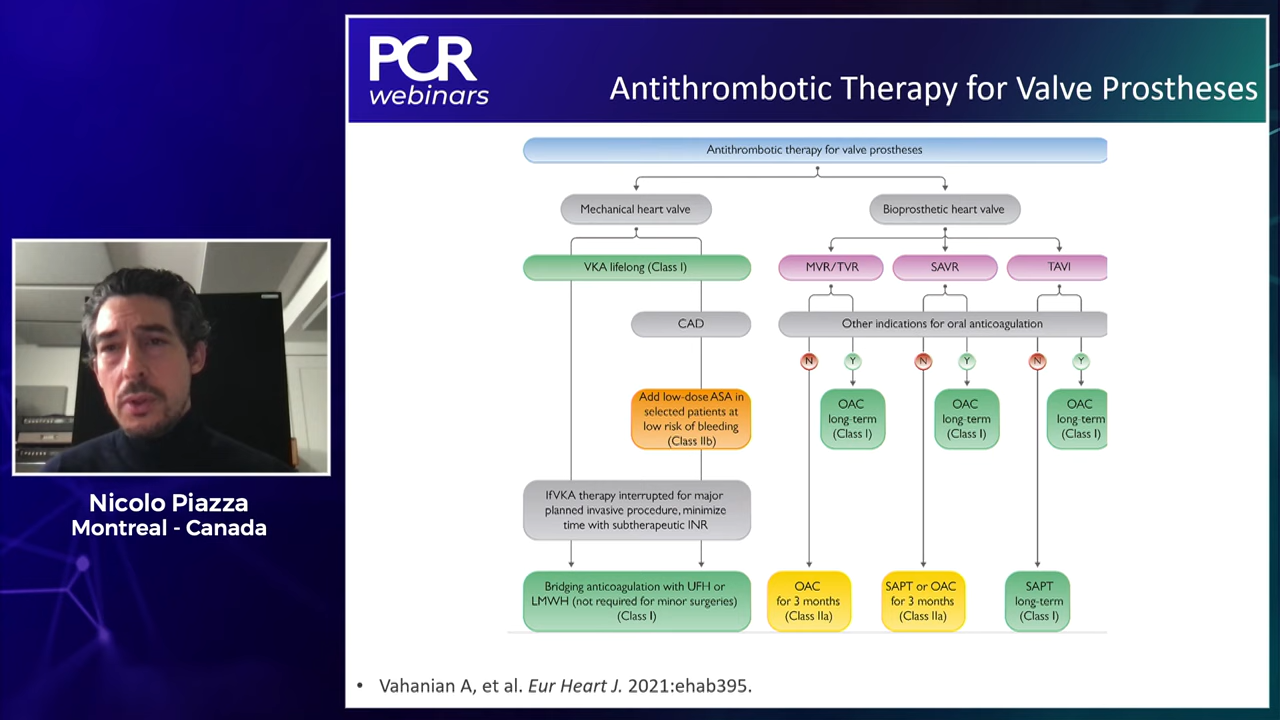 PCR
webinars
Antithrombotic Therapy for Valve Prostheses
Antithrombotic therapy for valve prostheses
Mechanical heart valve
Bioprosthetic heart valve
VKA lifelong (Class I)
MVR/TVR
SAVR
TAVI
CAD
Other indications for oral anticoagulation
N
Y
N
Y
N
Y
Add low-dose ASA in
selected patients at
low risk of bleeding
(Class IIb)
OAC
long-term
(Class I)
OAC
long-term
(Class I)
OAC
long-term
(Class I)
IfVKA therapy interrupted for major
planned invasive procedure, minimize
time with subtherapeutic INR
Bridging anticoagulation with UFH or
LMWH (not required for minor surgeries)
(Class I)
OAC
for 3 months
(Class IIa)
SAPT or OAC
for 3 months
(Class IIa)
SAPT
long-term
(Class I)
Nicolo Piazza
Montreal - Canada
• Vahanian A, et al. Eur Heart J. 2021:ehab395.